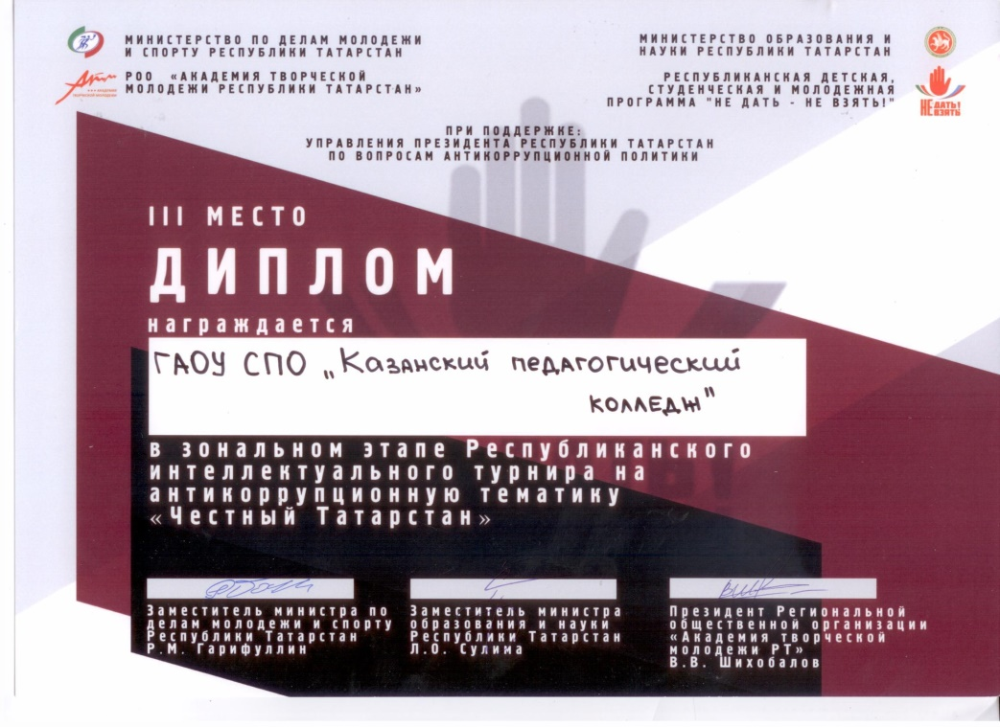 МИНИСТЕРСТВО ПО ДЕЛАМ МОЛОДЕЖИ
И СПОРТУ РЕСПУБЛИКИ ТАТАРСТАН
РОО «АКАДЕМИЯ ТВОРЧЕСКОЙ
МОЛОДЕЖИ РЕСПУБЛИКИ ТАТАРСТАН»
МИНИСТЕРСТВО ОБРАЗОВАНИЯ И
НАУКИ РЕСПУБЛИКИ ТАТАРСТАН
РЕСПУБЛИКАНСКАЯ ДЕТСКАЯ,
СТУДЕНЧЕСКАЯ И МОЛОДЕЖНАЯ
ПРОГРАММА "НЕ ДАТЬ - НЕ ВЗЯТЬ!"
НЕ ДАТЬ!
ВЗЯТЬ
ПРИ ПОДДЕРЖКЕ:
УПРАВЛЕНИЯ ПРЕЗИДЕНТА РЕСПУБЛИКИ ТАТАРСТАН
ПО ВОПРОСАМ АНТИКОРРУПЦИОННОЙ ПОЛИТИКИ
III МЕСТО
ДИПЛОМ
награждается
ГАОУ СПО „Казанский педагогический
колледж"
в зональном этапе Республиканского
интеллектуального турнира на
антикоррупционную тематику
«Честный Татарстан»
Заместитель министра по
делам молодежи и спорту
Республики Татарстан
Р.М. Гарифуллин
Заместитель министра
образования и науки
Республики Татарстан
Л.О. Сулима
Президент Региональной
общественной организации
«Академия творческой
молодежи РТ»
В.В. Шихобалов